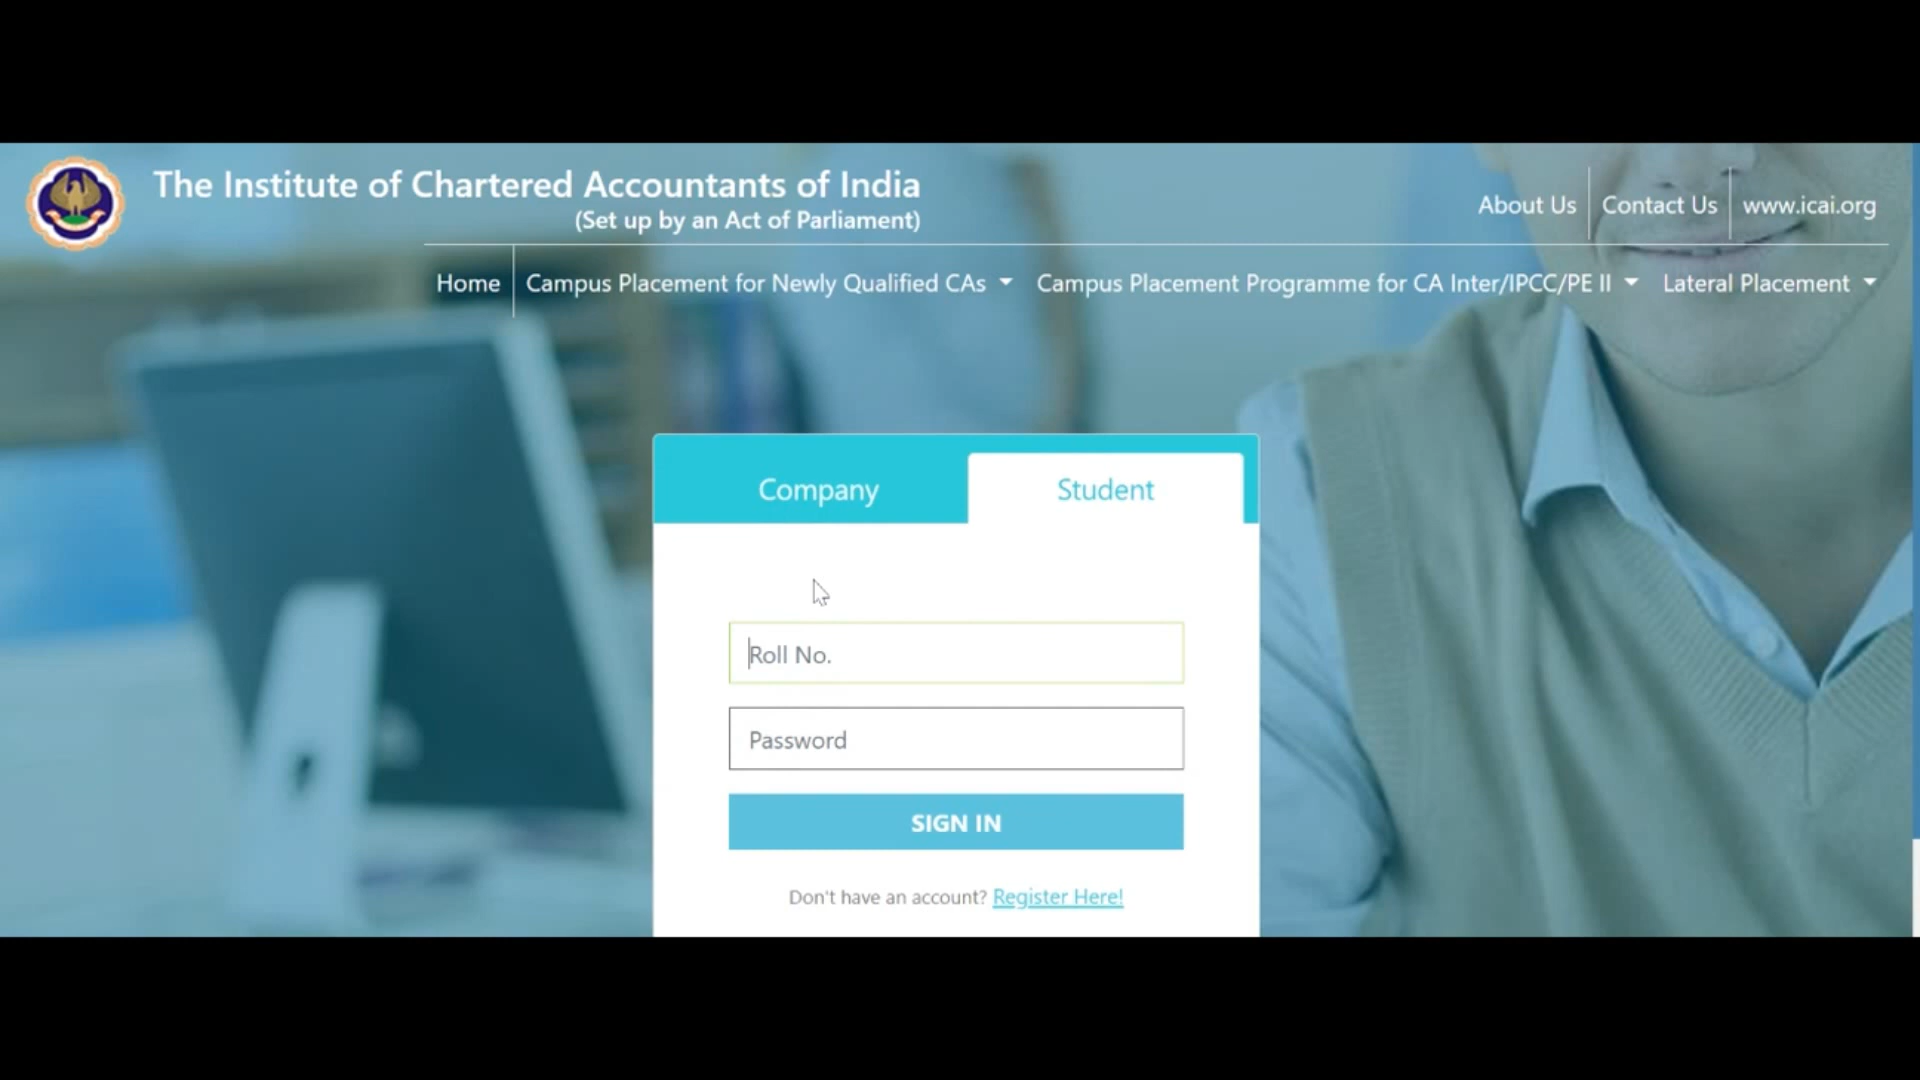 The Institute of Chartered Accountants of India
(Set up by an Act of Parliament)
About Us
Contact Us
www.icai.org
Home
Campus Placement for Newly Qualified CAs
Campus Placement Programme for CA Inter/IPCC/PE II
Lateral Placement
Company
Student
Roll No.
Password
SIGN IN
Don't have an account? Register Here!